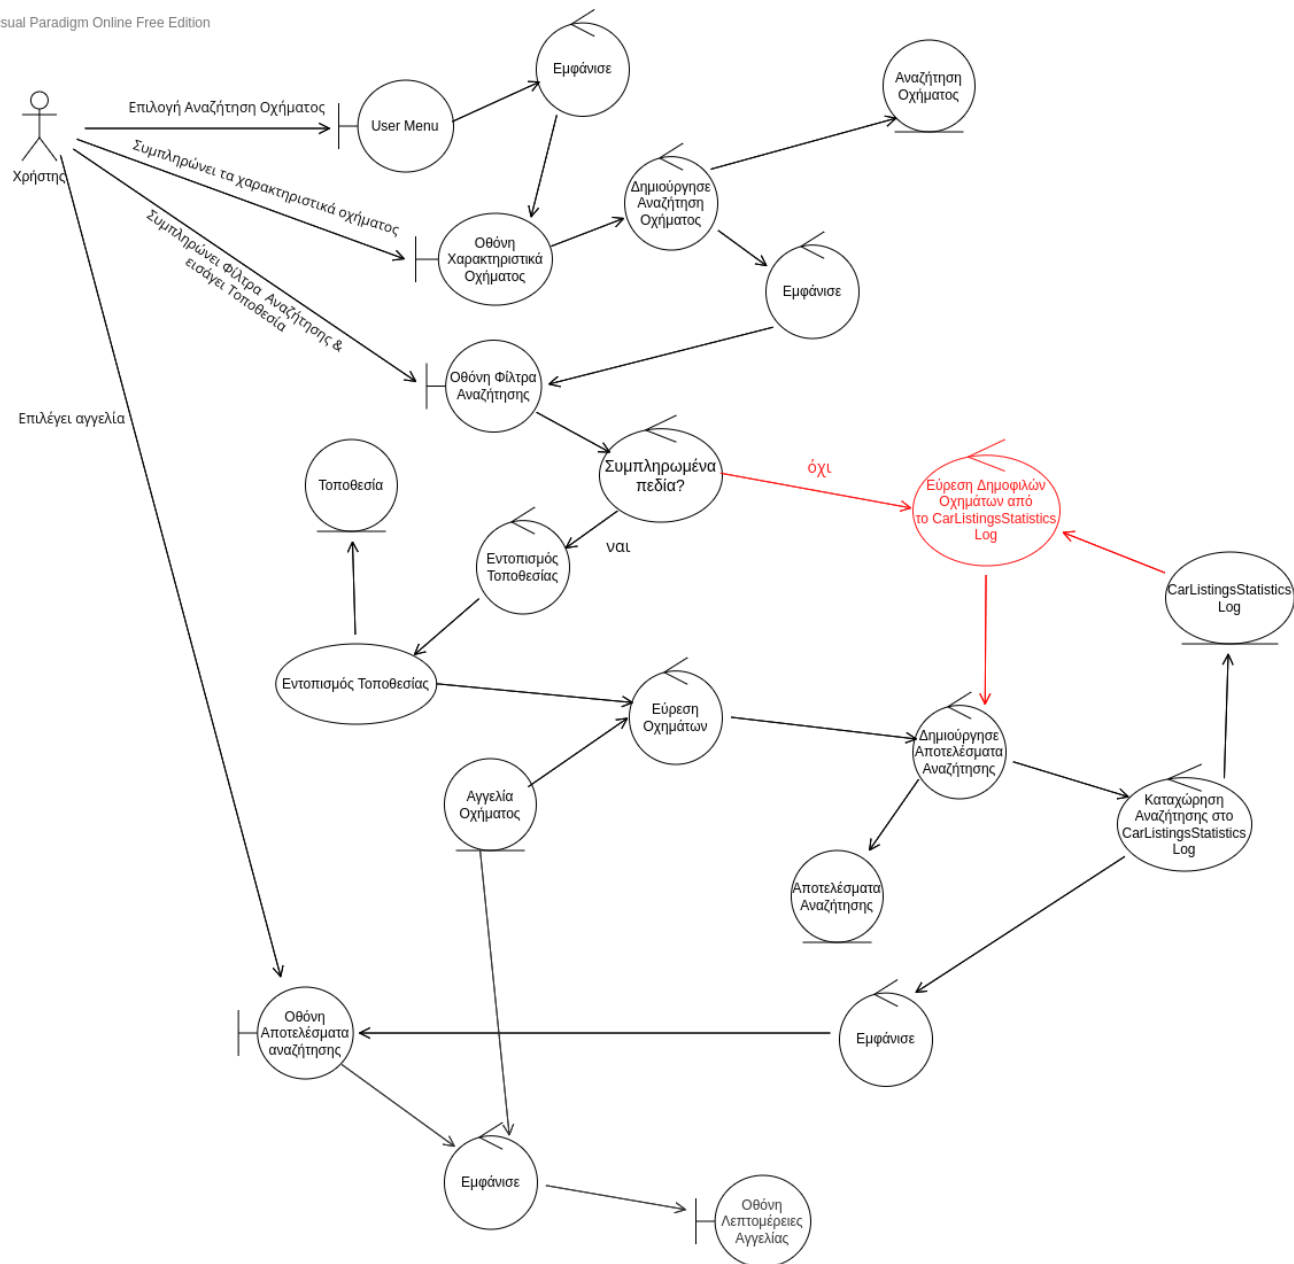 sual Paradigm Online Free Edition
Εμφάνισε
Αναζήτηση
Οχήματος
Επιλογή Αναζήτηση Οχήματος
User Menu
Χρήστης
Συμπληρώνει τα χαρακτηριστικά οχήματος
Δημιούργησε
Αναζήτηση
Οχήματος
Συμπληρώνει Φίλτρα Αναζήτησης &
εισάγει Τοποθεσία
Οθόνη
Χαρακτηριστικά
Οχήματος
Εμφάνισε
Οθόνη Φίλτρα
Αναζήτησης
Επιλέγει αγγελία
Συμπληρωμένα
πεδία?
όχι
Εύρεση Δημοφιλών
Οχημάτων από
το CarListingsStatistics
Log
Τοποθεσία
ναι
Εντοπισμός
Τοποθεσίας
CarListingsStatistics
Log
Εντοπισμός Τοποθεσίας
Εύρεση
Οχημάτων
Δημιούργησε
Αποτελέσματα
Αναζήτησης
Αγγελία
Οχήματος
Καταχώρηση
Αναζήτησης στο
CarListingsStatistics
Log
Αποτελέσματα
Αναζήτησης
Οθόνη
Αποτελέσματα
αναζήτησης
Εμφάνισε
Εμφάνισε
Οθόνη
Λεπτομέρειες
Αγγελίας